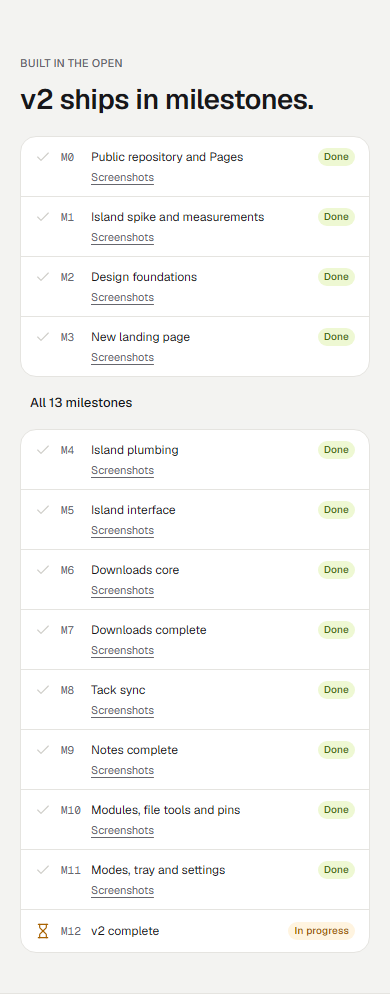 BUILT IN THE OPEN
v2 ships in milestones.
M0 Public repository and Pages Done
Screenshots
M1 Island spike and measurements Done
Screenshots
M2 Design foundations Done
Screenshots
M3 New landing page Done
Screenshots
All 13 milestones
M4 Island plumbing Done
Screenshots
M5 Island interface Done
Screenshots
M6 Downloads core Done
Screenshots
M7 Downloads complete Done
Screenshots
M8 Tack sync Done
Screenshots
M9 Notes complete Done
Screenshots
M10 Modules, file tools and pins Done
Screenshots
M11 Modes, tray and settings Done
Screenshots
M12 v2 complete In progress